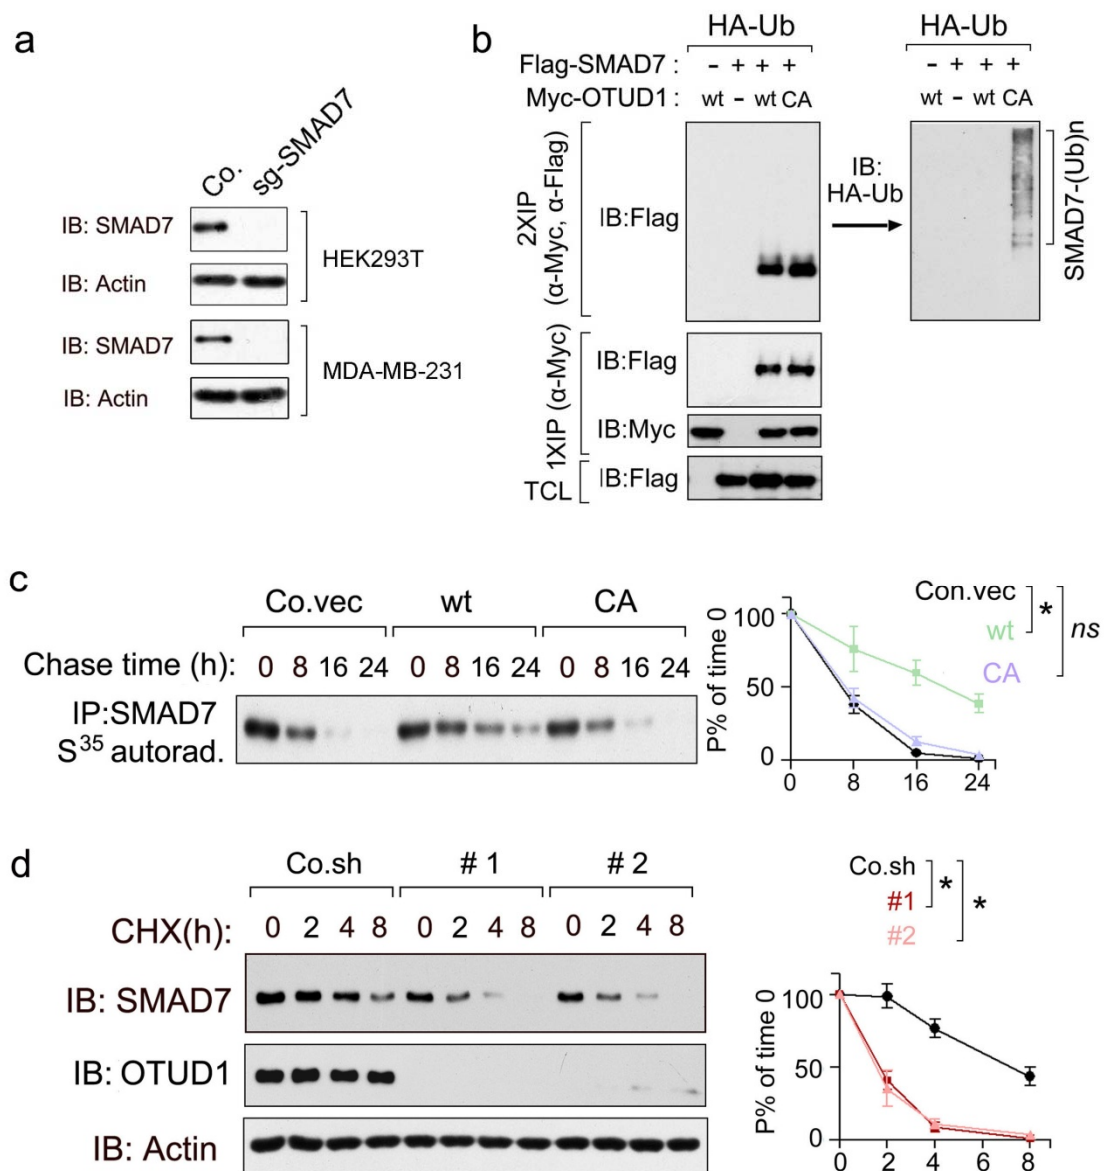 a
Co. sg-SMAD7
IB: SMAD7
IB: Actin
HEK293T
IB: SMAD7
IB: Actin
MDA-MB-231
b
HA-Ub
Flag-SMAD7 : - + + +
Myc-OTUD1 : wt - wt CA
2XIP
(α-Myc, α-Flag)
IB:Flag
1XIP (α-Myc)
IB:Flag
IB:Myc
TCL
IB:Flag
IB:
HA-Ub
HA-Ub
- + + +
wt - wt CA
SMAD7-(Ub)n
c
Co.vec wt CA
Chase time (h): 0 8 16 24 0 8 16 24 0 8 16 24
IP:SMAD7
S35 autorad.
Con.vec
wt
CA
*
ns
P% of time 0
100
50
0
0 8 16 24
d
Co.sh # 1 # 2
CHX(h): 0 2 4 8 0 2 4 8 0 2 4 8
IB: SMAD7
IB: OTUD1
IB: Actin
Co.sh
#1
#2
*
*
P% of time 0
100
50
0
0 2 4 6 8